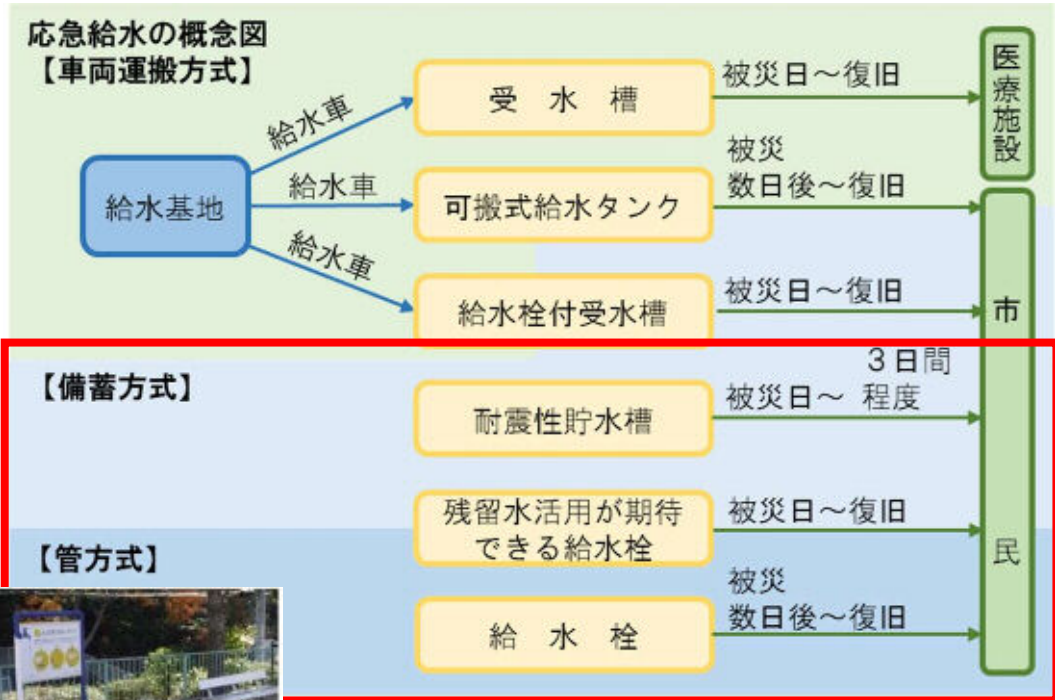 応急給水の概念図
【車両運搬方式】
給水基地
給水車
給水車
給水車
受 水 槽
被災日～復旧
医療施設
可搬式給水タンク
被災
数日後～復旧
給水栓付受水槽
被災日～復旧
市民
【備蓄方式】
耐震性貯水槽
３日間
被災日～ 程度
残留水活用が期待
できる給水栓
被災日～復旧
【管方式】
給 水 栓
被災
数日後～復旧